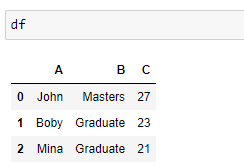 df
A B C
0 John Masters 27
1 Boby Graduate 23
2 Mina Graduate 21